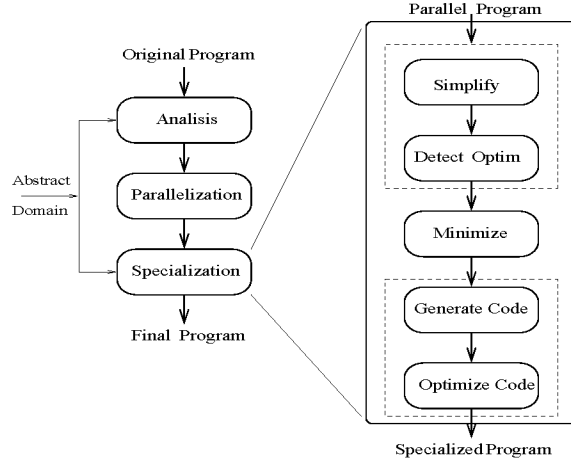 Original Program
Analisis
Abstract
Domain
Parallelization
Specialization
Final Program
Parallel Program
Simplify
Detect Optim
Minimize
Generate Code
Optimize Code
Specialized Program